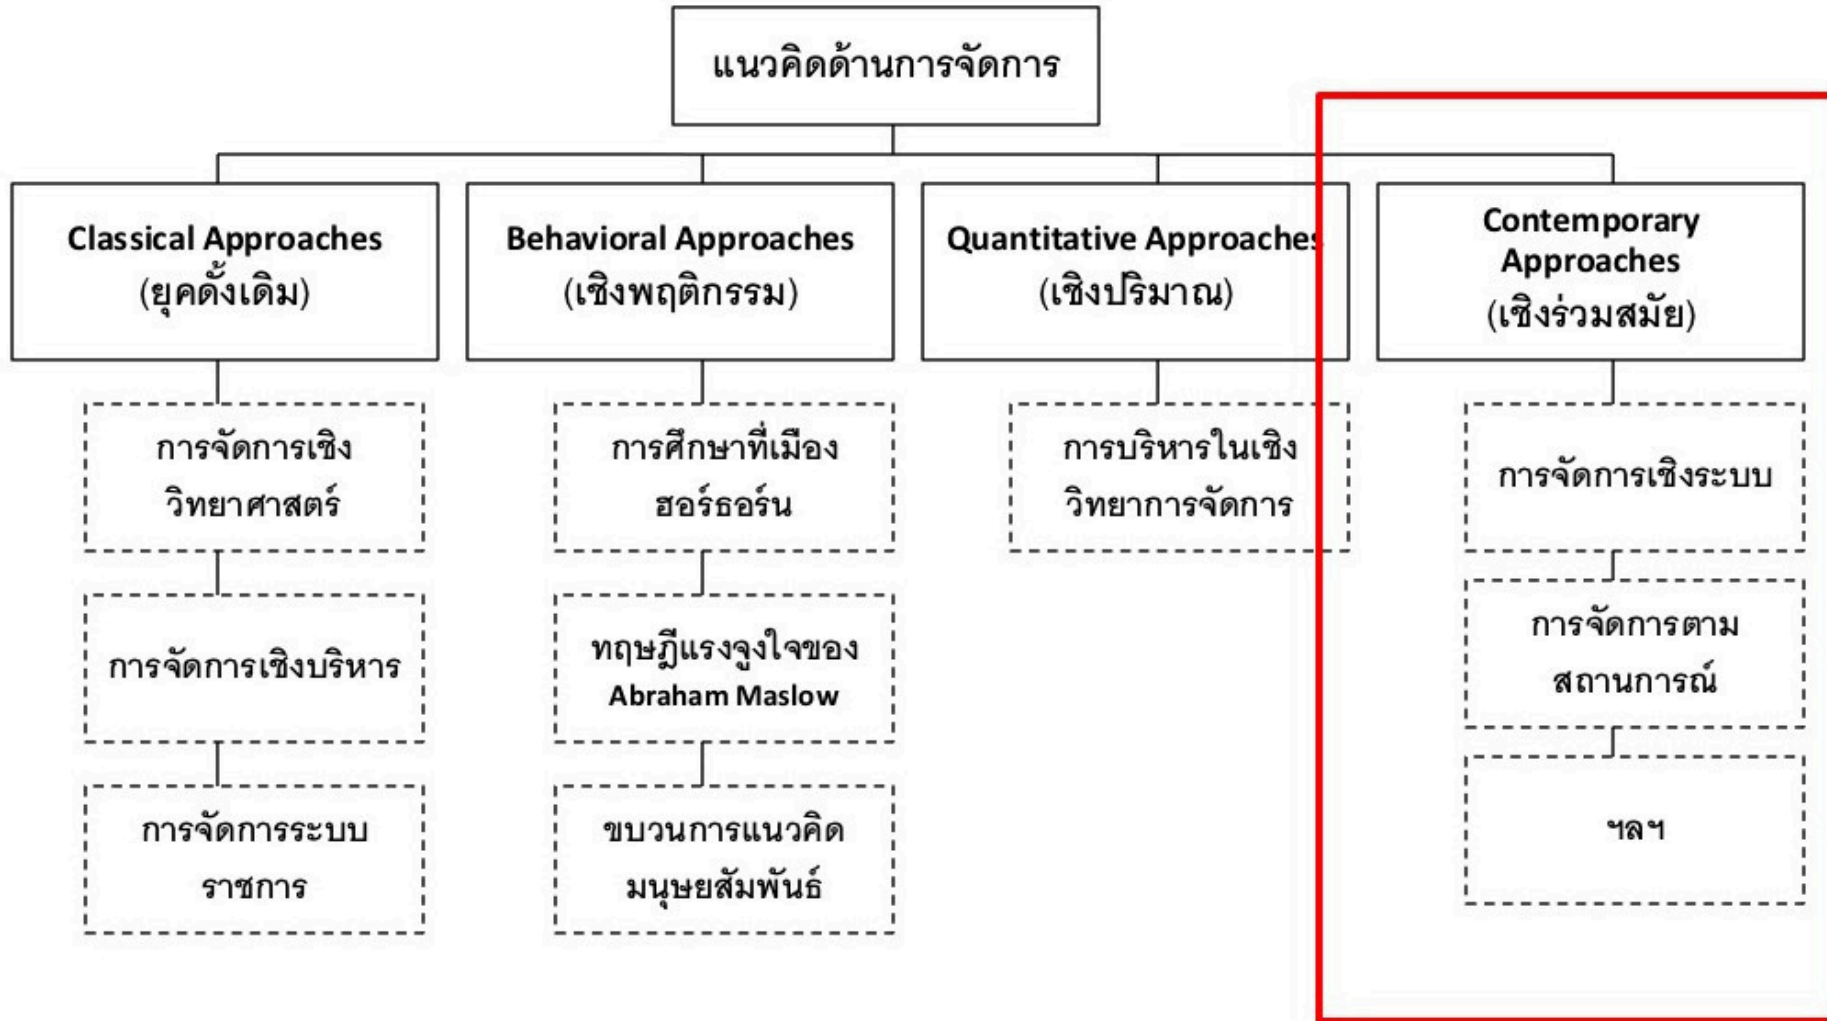 แนวคิดด้านการจัดการ
Classical Approaches
(ยุคดั้งเดิม)
Behavioral Approaches
(เชิงพฤติกรรม)
Quantitative Approaches
(เชิงปริมาณ)
Contemporary
Approaches
(เชิงร่วมสมัย)
การจัดการเชิง
วิทยาศาสตร์
การจัดการเชิงบริหาร
การจัดการระบบ
ราชการ
การศึกษาที่เมือง
ฮอร์ธอร์น
ทฤษฎีแรงจูงใจของ
Abraham Maslow
ขบวนการแนวคิด
มนุษยสัมพันธ์
การบริหารในเชิง
วิทยาการจัดการ
การจัดการเชิงระบบ
การจัดการตาม
สถานการณ์
ฯลฯ